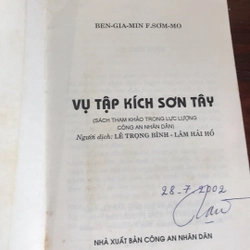 BEN-GIA-MIN F.SƠM-MO
VỤ TẬP KÍCH SƠN TÂY
(SÁCH THAM KHẢO TRONG LỰC LƯỢNG
CÔNG AN NHÂN DÂN)
Người dịch: LÊ TRỌNG BÌNH - LÂM HẢI HỒ
28-7-2002
NHÀ XUẤT BẢN CÔNG AN NHÂN DÂN